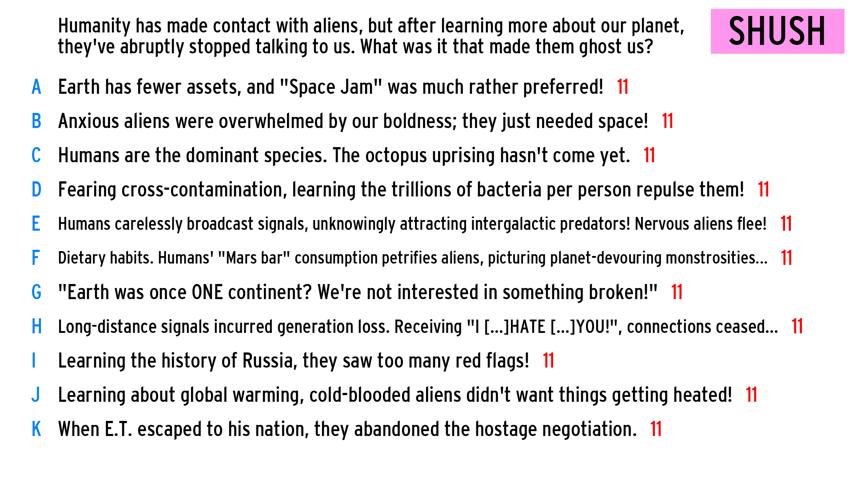 Humanity has made contact with aliens, but after learning more about our planet,
they've abruptly stopped talking to us. What was it that made them ghost us?
SHUSH
A Earth has fewer assets, and "Space Jam" was much rather preferred! 11
B Anxious aliens were overwhelmed by our boldness; they just needed space! 11
C Humans are the dominant species. The octopus uprising hasn't come yet. 11
D Fearing cross-contamination, learning the trillions of bacteria per person repulse them! 11
E Humans carelessly broadcast signals, unknowingly attracting intergalactic predators! Nervous aliens flee! 11
F Dietary habits. Humans' "Mars bar" consumption petrifies aliens, picturing planet-devouring monstrosities... 11
G "Earth was once ONE continent? We're not interested in something broken!" 11
H Long-distance signals incurred generation loss. Receiving "I [...]HATE [...]YOU!", connections ceased... 11
I Learning the history of Russia, they saw too many red flags! 11
J Learning about global warming, cold-blooded aliens didn't want things getting heated! 11
K When E.T. escaped to his nation, they abandoned the hostage negotiation. 11